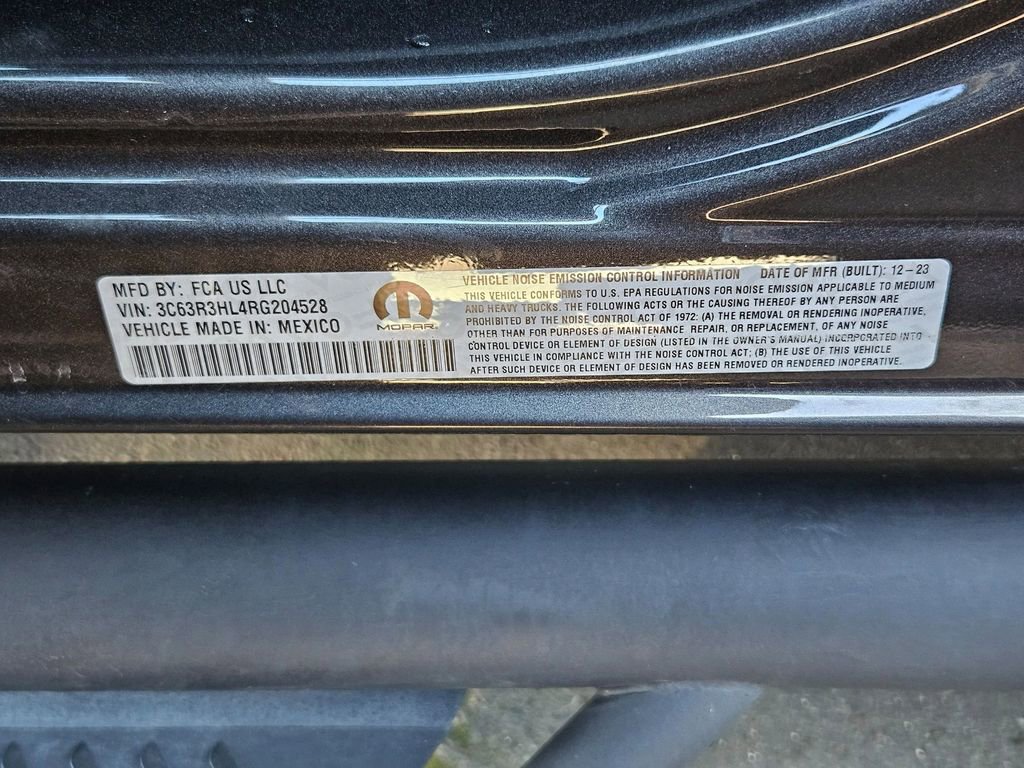 MFD BY: FCA US LLC
VIN: 3C63R3HL4RG204528
VEHICLE MADE IN: MEXICO
MOPAR
VEHICLE NOISE EMISSION CONTROL INFORMATION DATE OF MFR (BUILT): 12-23
THIS VEHICLE CONFORMS TO U.S. EPA REGULATIONS FOR NOISE EMISSION APPLICABLE TO MEDIUM
AND HEAVY TRUCKS. THE FOLLOWING ACTS OR THE CAUSING THEREOF BY ANY PERSON ARE
PROHIBITED BY THE NOISE CONTROL ACT OF 1972: (A) THE REMOVAL OR RENDERING INOPERATIVE,
OTHER THAN FOR PURPOSES OF MAINTENANCE, REPAIR, OR REPLACEMENT, OF ANY NOISE
CONTROL DEVICE OR ELEMENT OF DESIGN (LISTED IN THE OWNER'S MANUAL) INCORPORATED INTO
THIS VEHICLE IN COMPLIANCE WITH THE NOISE CONTROL ACT; (B) THE USE OF THIS VEHICLE
AFTER SUCH DEVICE OR ELEMENT OF DESIGN HAS BEEN REMOVED OR RENDERED INOPERATIVE.